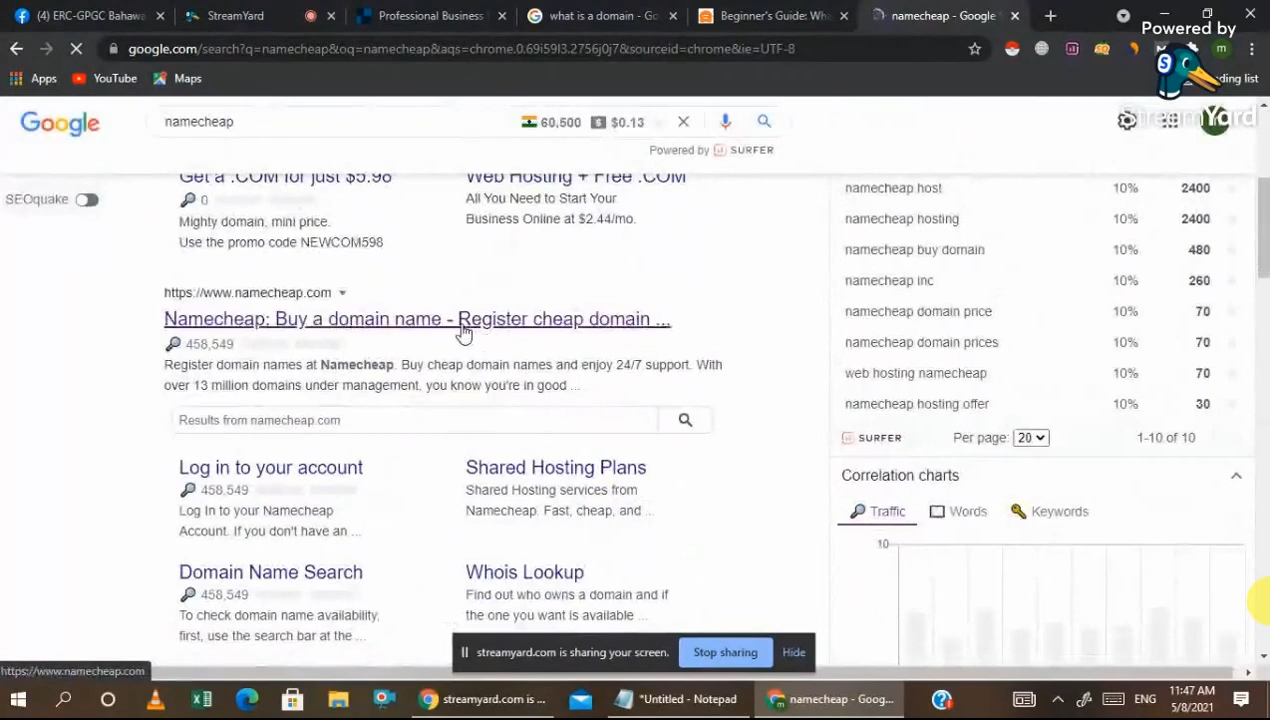 (4) ERC-GPGC Bahawa
StreamYard
Professional Business
what is a domain - Go
Beginner's Guide: Wha
namecheap - Google
Powered by
google.com/search?q=namecheap&oq=namecheap&aqs=chrome.0.69i59l3.2756j0j7&sourceid=chrome&ie=UTF-8
m
Apps
YouTube
Maps
ding list
Google
namecheap
60,500
$0.13
StreamYard
Powered by SURFER
SEOquake
Get a .COM for just $5.98
0
Mighty domain, mini price.
Use the promo code NEWCOM598
Web Hosting + Free .COM
All You Need to Start Your
Business Online at $2.44/mo.
https://www.namecheap.com
Namecheap: Buy a domain name - Register cheap domain ...
458,549
Register domain names at Namecheap. Buy cheap domain names and enjoy 24/7 support. With
over 13 million domains under management, you know you're in good ...
Results from namecheap.com
Log in to your account
458,549
Log In to your Namecheap
Account. If you don't have an ...
Shared Hosting Plans
Shared Hosting services from
Namecheap. Fast, cheap, and ...
Domain Name Search
458,549
To check domain name availability,
first, use the search bar at the ...
Whois Lookup
Find out who owns a domain and if
the one you want is available ...
namecheap host 10% 2400
namecheap hosting 10% 2400
namecheap buy domain 10% 480
namecheap inc 10% 260
namecheap domain price 10% 70
namecheap domain prices 10% 70
web hosting namecheap 10% 70
namecheap hosting offer 10% 30
SURFER
Per page: 20
1-10 of 10
Correlation charts
Traffic
Words
Keywords
10
streamyard.com is sharing your screen.
Stop sharing
Hide
https://www.namecheap.com
streamyard.com is ...
*Untitled - Notepad
namecheap - Goog...
ENG
11:47 AM
5/8/2021